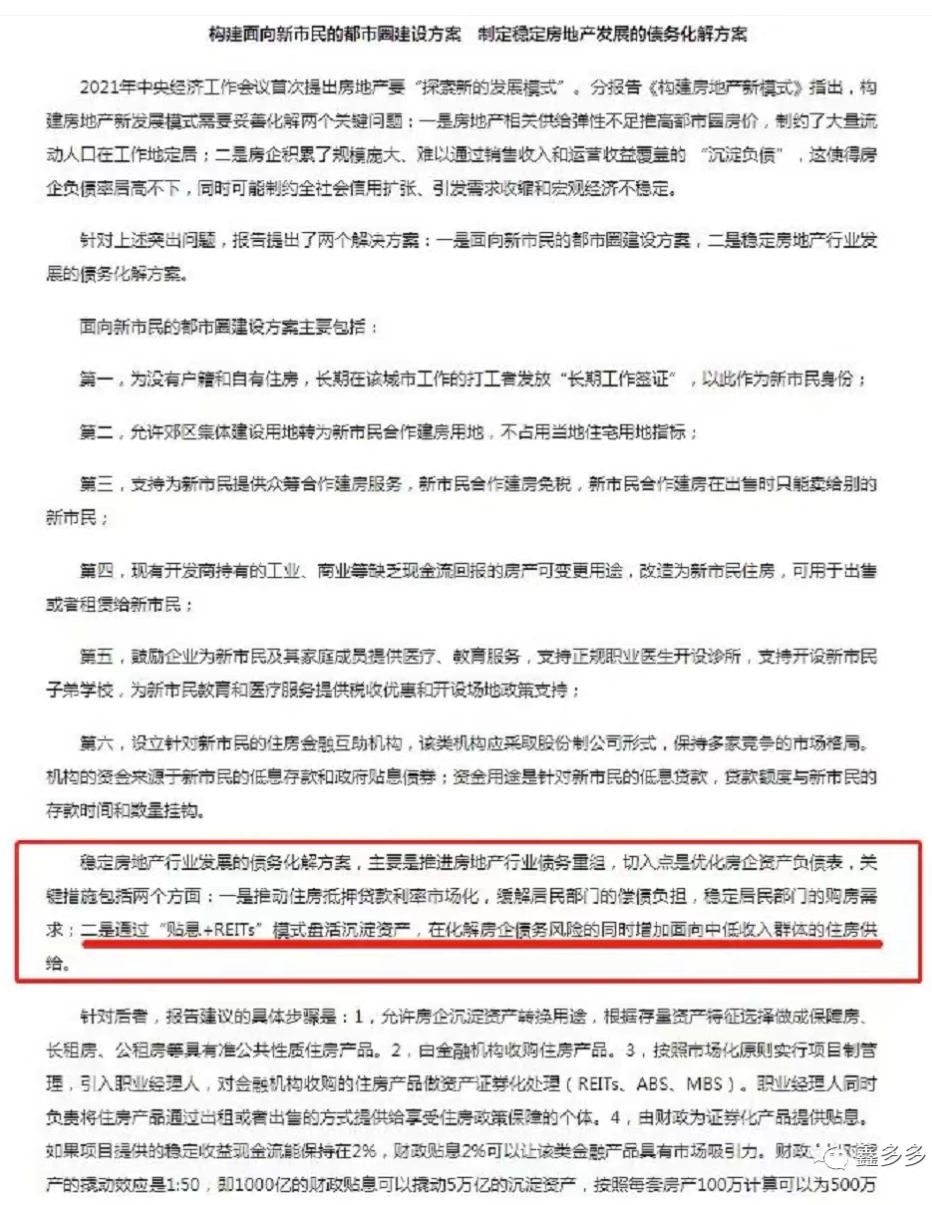 构建面向新市民的都市圈建设方案　制定稳定房地产发展的债务化解方案
2021年中央经济工作会议首次提出房地产要“探索新的发展模式”。分报告《构建房地产新模式》指出，构
建房地产新发展模式需要妥善化解两个关键问题：一是房地产相关供给弹性不足推高都市圈房价，制约了大量流
动人口在工作地定居；二是房企积累了规模庞大、难以通过销售收入和运营收益覆盖的 “沉淀负债” ，这使得房
企负债率居高不下，同时可能制约全社会信用扩张、引发需求收缩和宏观经济不稳定。
针对上述突出问题，报告提出了两个解决方案：一是面向新市民的都市圈建设方案，二是稳定房地产行业发
展的债务化解方案。
面向新市民的都市圈建设方案主要包括：
第一，为没有户籍和自有住房，长期在该城市工作的打工者发放“长期工作签证”，以此作为新市民身份；
第二，允许郊区集体建设用地转为新市民合作建房用地，不占用当地住宅用地指标；
第三，支持为新市民提供众筹合作建房服务，新市民合作建房免税，新市民合作建房在出售时只能卖给别的
新市民；
第四，现有开发商持有的工业、商业等缺乏现金流回报的房产可变更用途，改造为新市民住房，可用于出售
或者租赁给新市民；
第五，鼓励企业为新市民及其家庭成员提供医疗、教育服务，支持正规职业医生开设诊所，支持开设新市民
子弟学校，为新市民教育和医疗服务提供税收优惠和开设场地政策支持；
第六，设立针对新市民的住房金融互助机构，该类机构应采取股份制公司形式，保持多家竞争的市场格局。
机构的资金来源于新市民的低息存款和政府贴息债券；资金用途是针对新市民的低息贷款，贷款额度与新市民的
存款时间和数量挂钩。
稳定房地产行业发展的债务化解方案，主要是推进房地产行业债务重组，切入点是优化房企资产负债表，关
键措施包括两个方面：一是推动住房抵押贷款利率市场化，缓解居民部门的偿债负担，稳定居民部门的购房需
求；二是通过“贴息+REITs”模式盘活沉淀资产，在化解房企债务风险的同时增加面向中低收入群体的住房供
给。
针对后者，报告建议的具体步骤是：1，允许房企沉淀资产转换用途，根据存量资产特征选择做成保障房、
长租房、公租房等具有准公共性质住房产品。2，由金融机构收购住房产品。3，按照市场化原则实行项目制管
理，引入职业经理人，对金融机构收购的住房产品做资产证券化处理（REITs、ABS、MBS）。职业经理人同时
负责将住房产品通过出租或者出售的方式提供给享受住房政策保障的个体。4，由财政为证券化产品提供贴息。
如果项目提供的稳定收益现金流能保持在2%，财政贴息2%可以让该类金融产品具有市场吸引力。财政
产的撬动效应是1:50，即1000亿的财政贴息可以撬动5万亿的沉淀资产，按照每套房产100万计算可以为500万
鑫多多